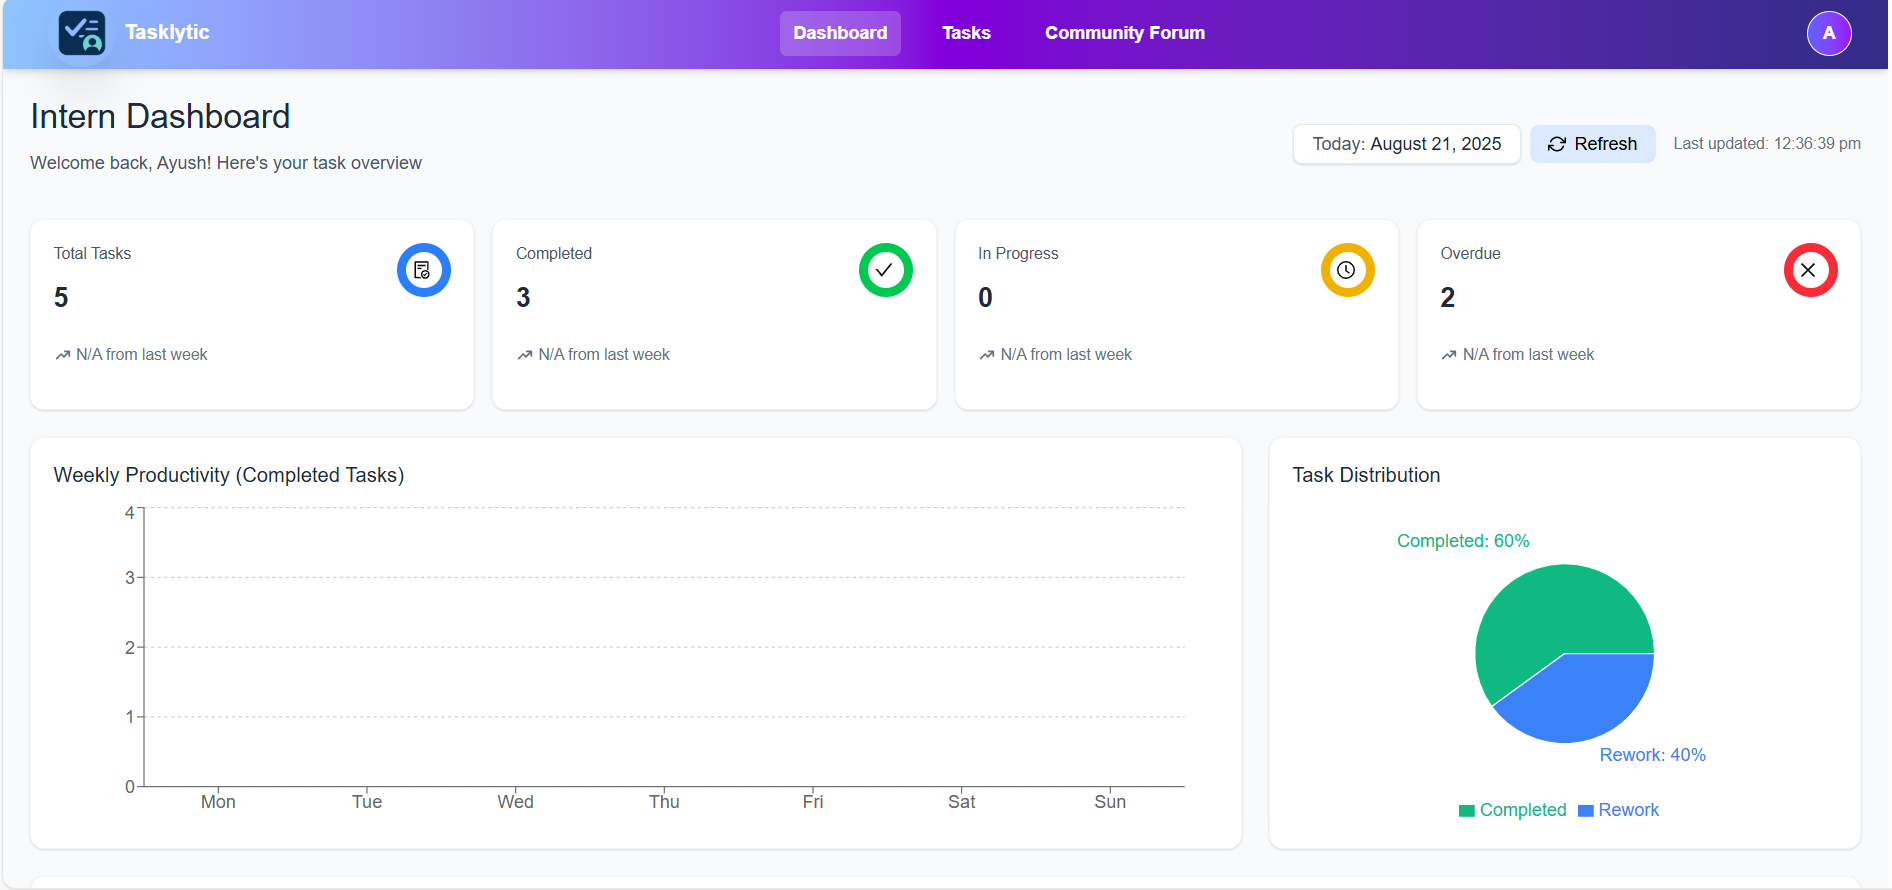 Tasklytic
Dashboard
Tasks
Community Forum
A
Intern Dashboard
Welcome back, Ayush! Here's your task overview
Today: August 21, 2025
Refresh
Last updated: 12:36:39 pm
Total Tasks
5
N/A from last week
Completed
3
N/A from last week
In Progress
0
N/A from last week
Overdue
2
N/A from last week
Weekly Productivity (Completed Tasks)
4
3
2
1
0
Mon Tue Wed Thu Fri Sat Sun
Task Distribution
Completed: 60%
Rework: 40%
Completed Rework